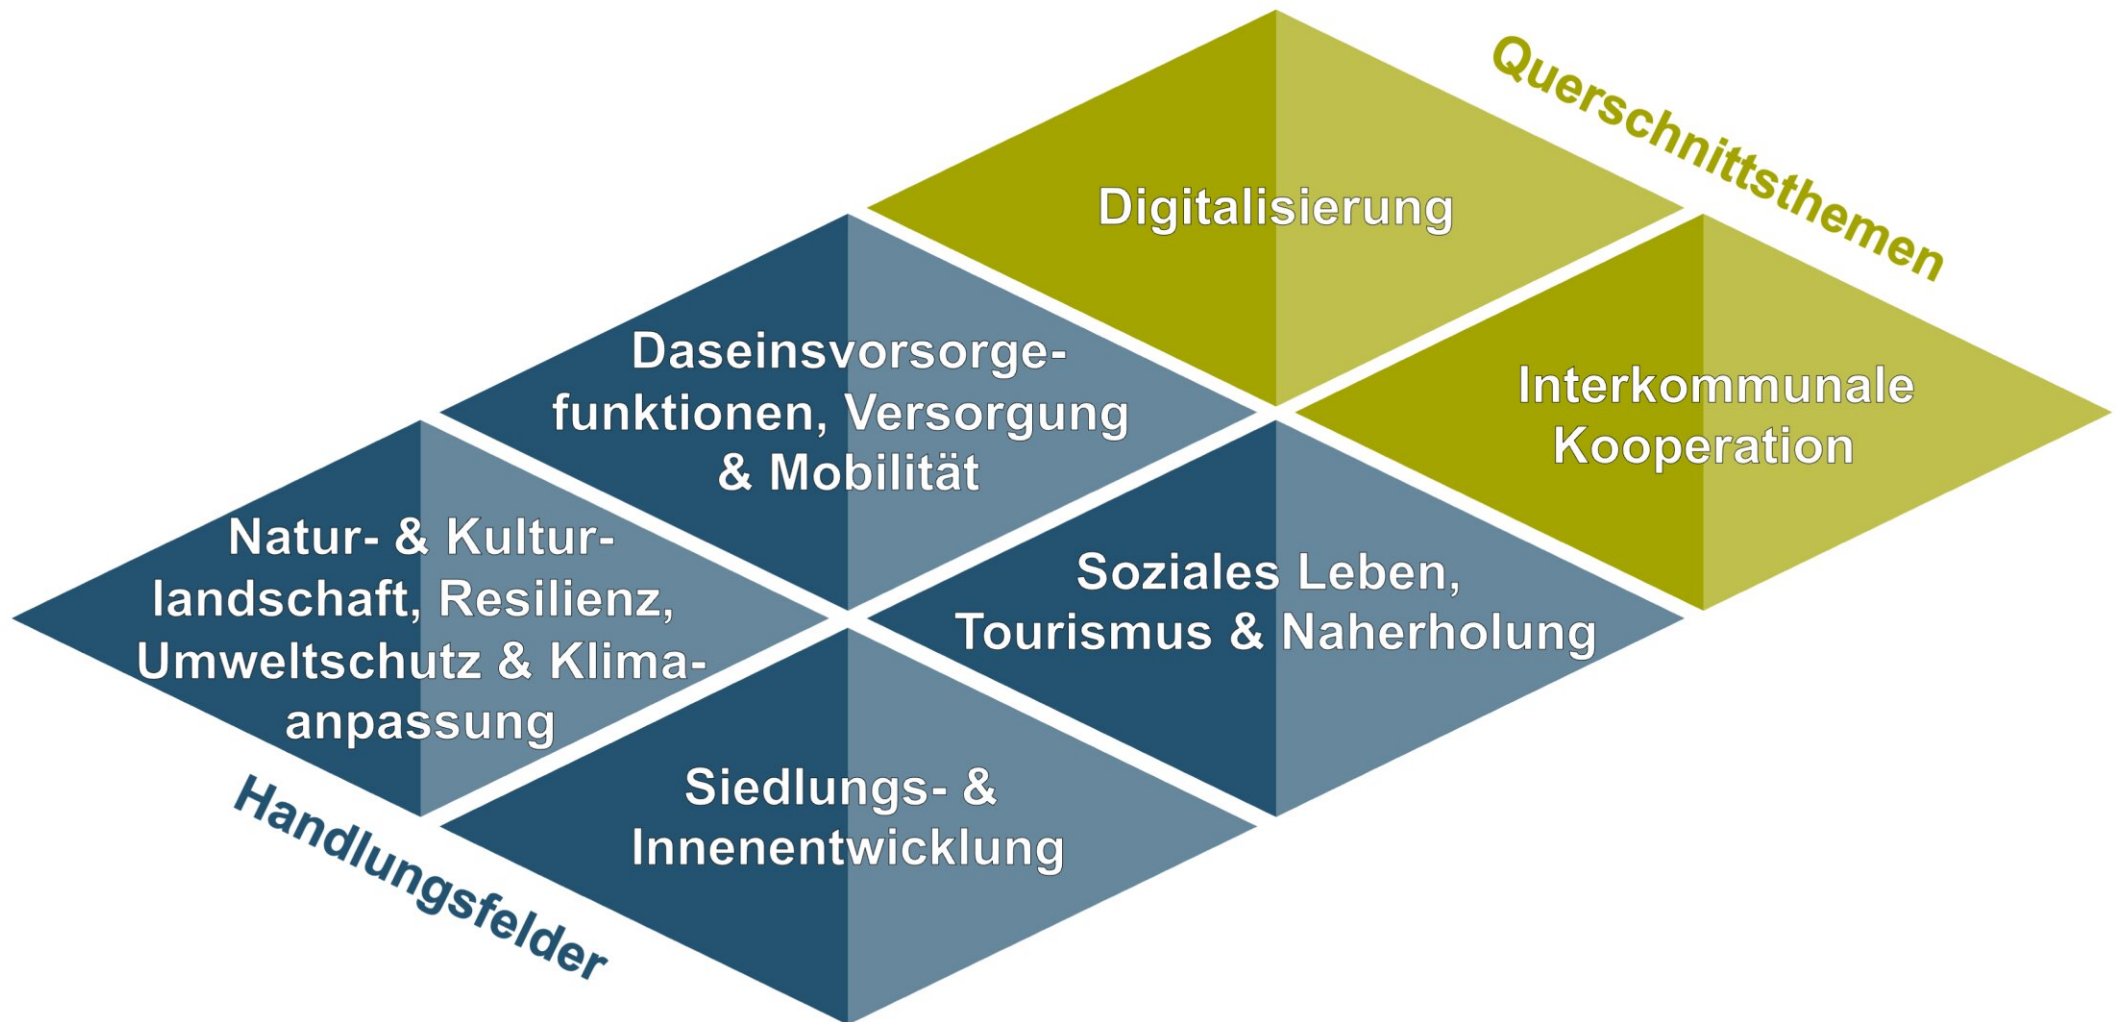 Querschnittsthemen
Digitalisierung
Interkommunale
Kooperation
Daseinsvorsorge-
funktionen, Versorgung
& Mobilität
Soziales Leben,
Tourismus & Naherholung
Natur- & Kultur-
landschaft, Resilienz,
Umweltschutz & Klima-
anpassung
Siedlungs- &
Innenentwicklung
Handlungsfelder